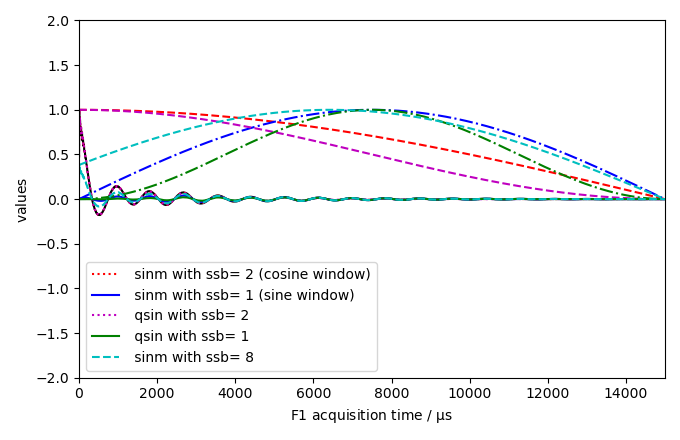 2.0
1.5
1.0
0.5
0.0
−0.5
−1.0
−1.5
−2.0
values
sinm with ssb= 2 (cosine window)
sinm with ssb= 1 (sine window)
qsin with ssb= 2
qsin with ssb= 1
sinm with ssb= 8
0 2000 4000 6000 8000 10000 12000 14000
F1 acquisition time / µs